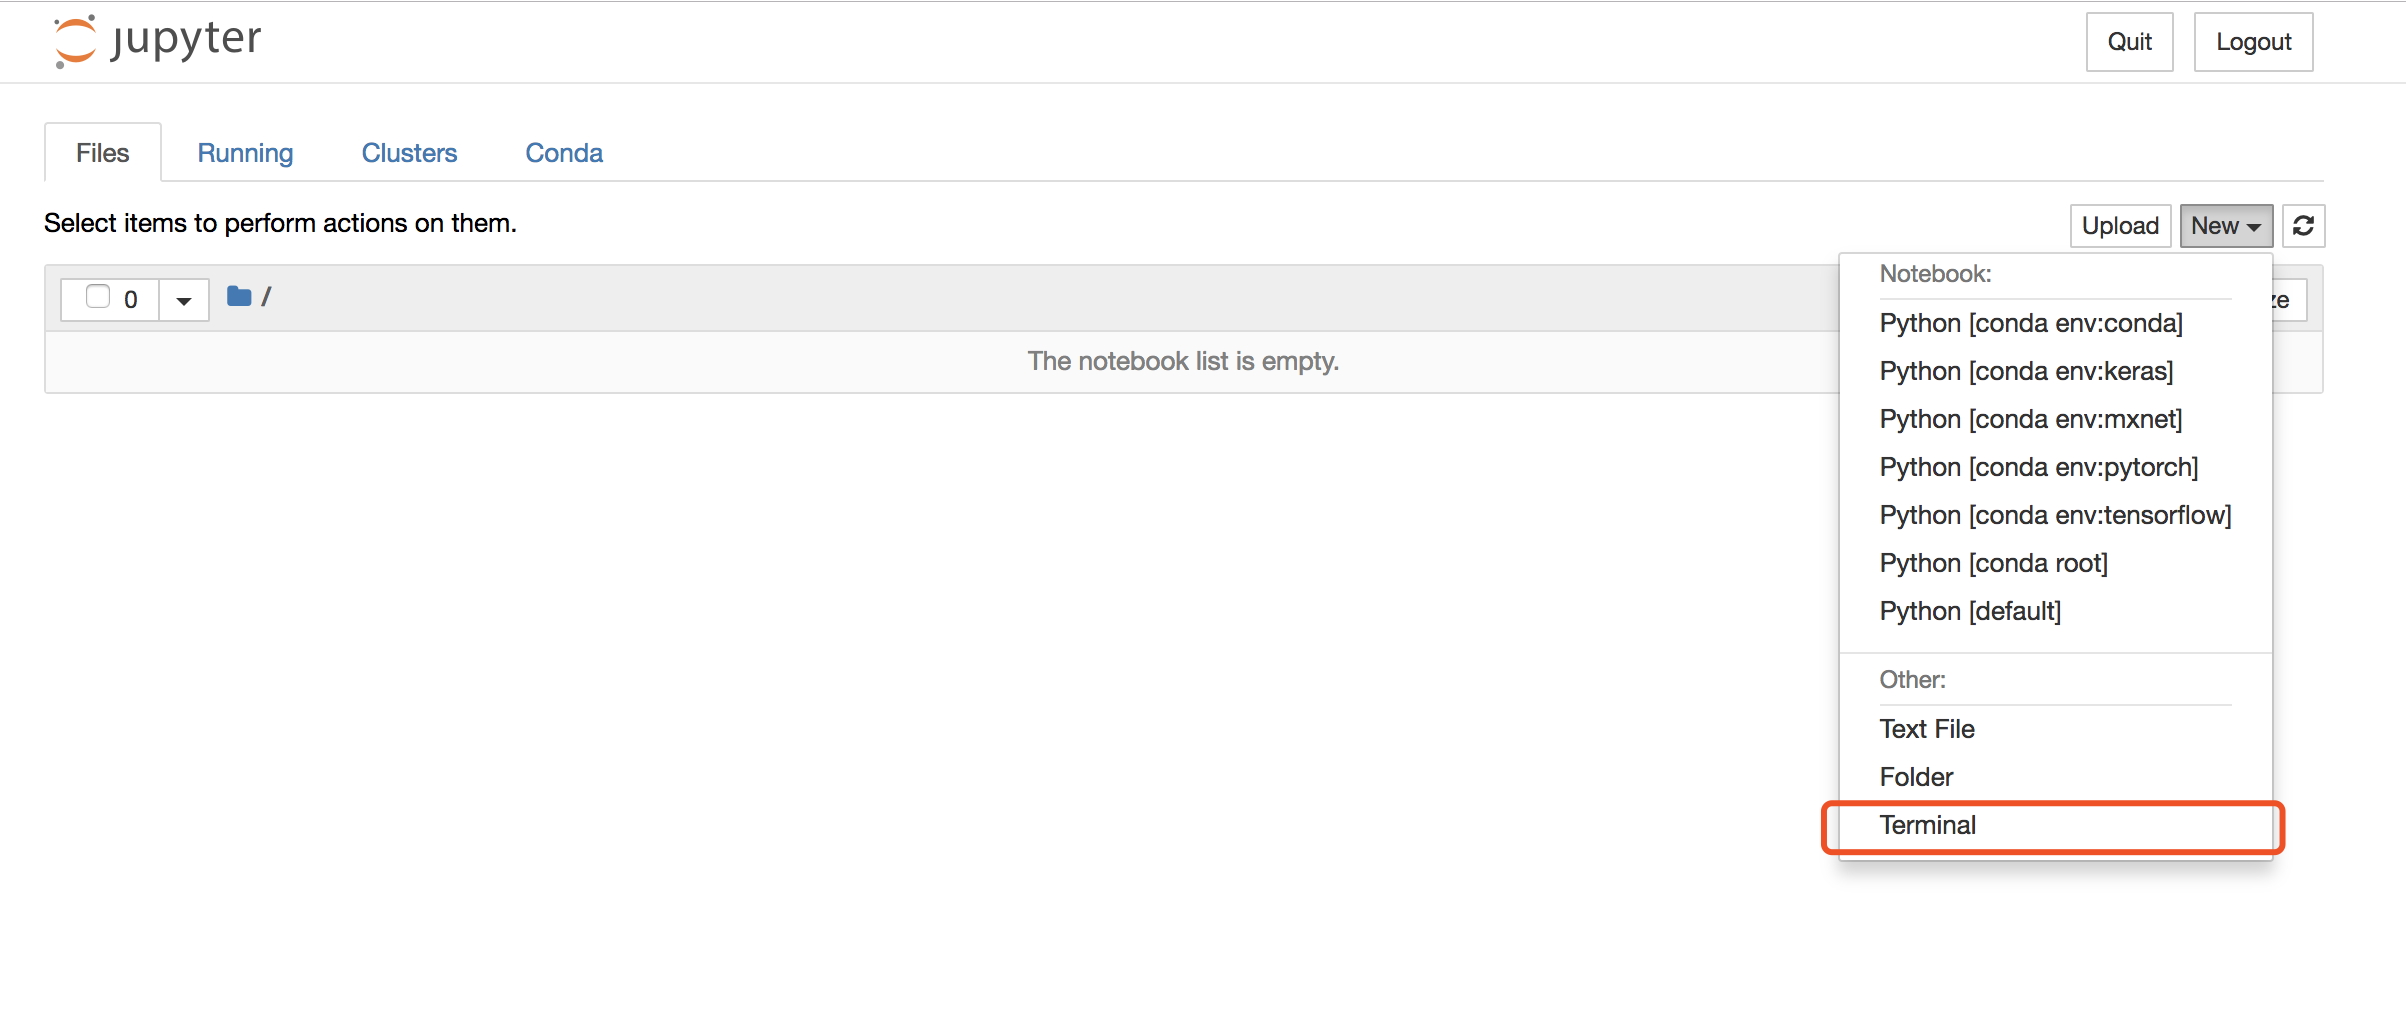 jupyter
Quit
Logout
Files
Running
Clusters
Conda
Select items to perform actions on them.
Upload
New
0
/
ze
The notebook list is empty.
Notebook:
Python [conda env:conda]
Python [conda env:keras]
Python [conda env:mxnet]
Python [conda env:pytorch]
Python [conda env:tensorflow]
Python [conda root]
Python [default]
Other:
Text File
Folder
Terminal